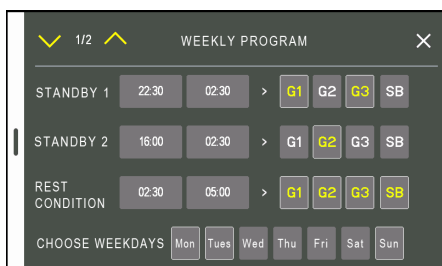 1/2 WEEKLY PROGRAM
STANDBY 1 22:30 02:30 > G1 G2 G3 SB
STANDBY 2 16:00 02:30 > G1 G2 G3 SB
REST
CONDITION 02:30 05:00 > G1 G2 G3 SB
CHOOSE WEEKDAYS Mon Tues Wed Thu Fri Sat Sun